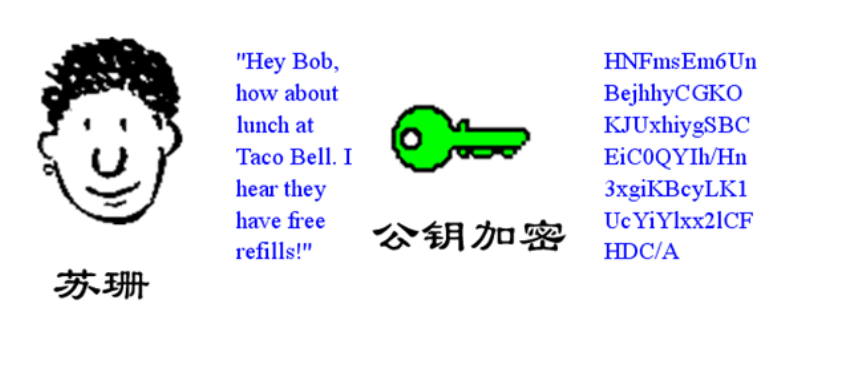 "Hey Bob,
how about
lunch at
Taco Bell. I
hear they
have free
refills!"
苏珊
公钥加密
HNFmsEm6Un
BejhhyCGKO
KJUxhiygSBC
EiC0QYIh/Hn
3xgiKBcyLK1
UcYiYlxx2lCF
HDC/A